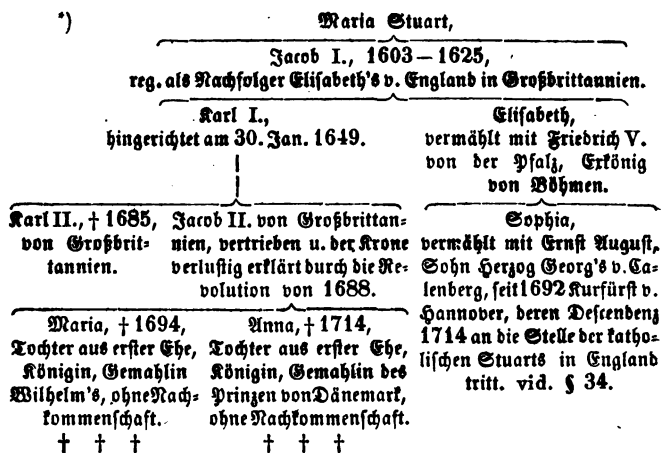 *)
Maria Stuart,
Jacob I., 1603–1625,
reg. als Nachfolger Elisabeth's v. England in Großbrittannien.
Karl I.,
hingerichtet am 30. Jan. 1649.
Elisabeth,
vermählt mit Friedrich V.
von der Pfalz, Exkönig
von Böhmen.
Karl II., † 1685,
von Großbrit-
tannien.
Jacob II. von Großbrittan-
nien, vertrieben u. der Krone
verlustig erklärt durch die Re-
volution von 1688.
Sophia,
vermählt mit Ernst August,
Sohn Herzog Georg's v. Ca-
lenberg, seit 1692 Kurfürst v.
Hannover, deren Descendenz
1714 an die Stelle der katho-
lischen Stuarts in England
tritt. vid. § 34.
Maria, † 1694,
Tochter aus erster Ehe,
Königin, Gemahlin
Wilhelm's, ohne Nach-
kommenschaft.
† † †
Anna, † 1714,
Tochter aus erster Ehe,
Königin, Gemahlin des
Prinzen von Dänemark,
ohne Nachkommenschaft.
† † †